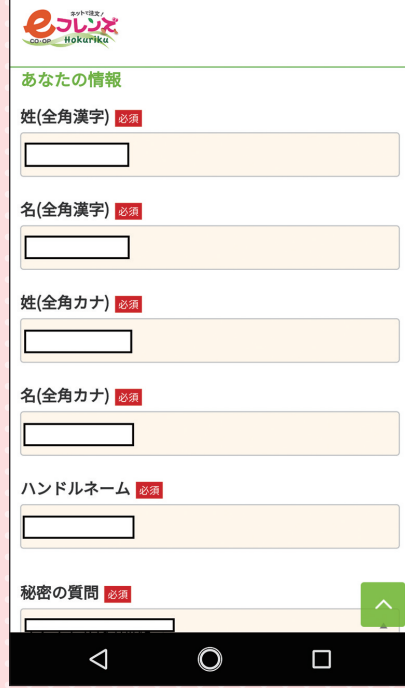 ネットで注文♪
eフレンズ
CO･OP Hokuriku
あなたの情報
姓(全角漢字) 必須
名(全角漢字) 必須
姓(全角カナ) 必須
名(全角カナ) 必須
ハンドルネーム 必須
秘密の質問 必須